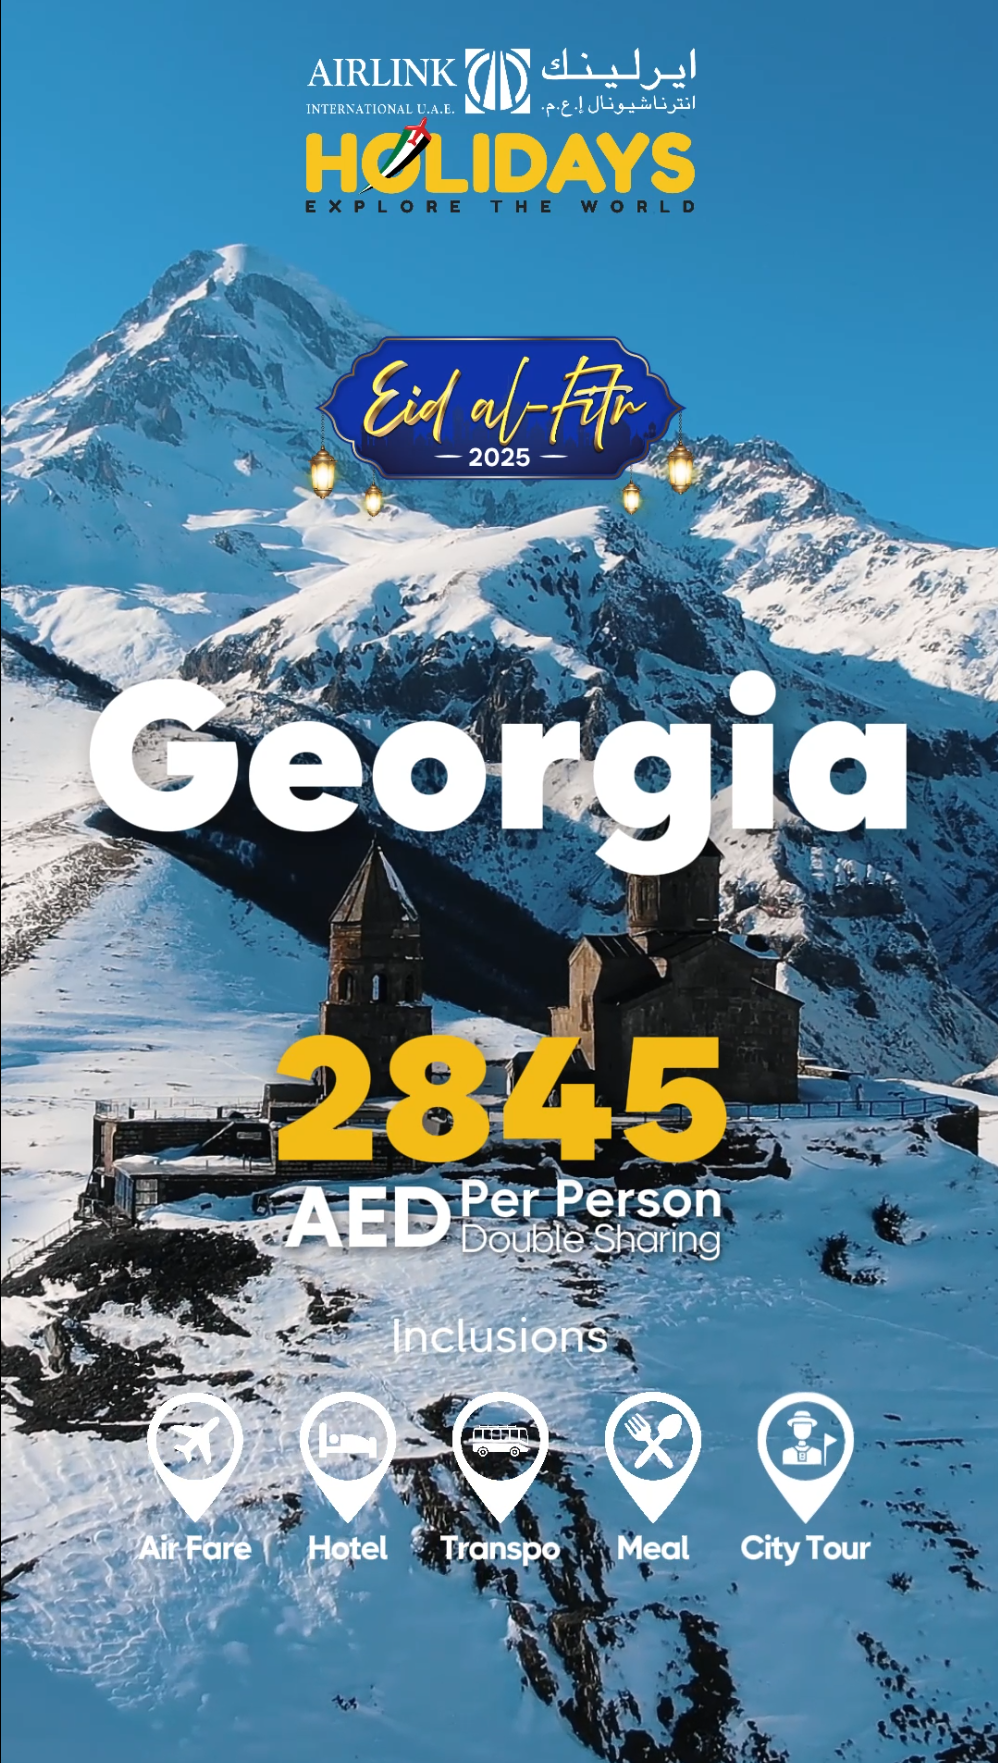 AIRLINK ايرلينك
INTERNATIONAL U.A.E. انترناشيونال إ.ع.م.
HOLIDAYS
EXPLORE THE WORLD
Eid al-Fitr
2025
Georgia
2845
AED Per Person
Double Sharing
Inclusions
Air Fare Hotel Transpo Meal City Tour